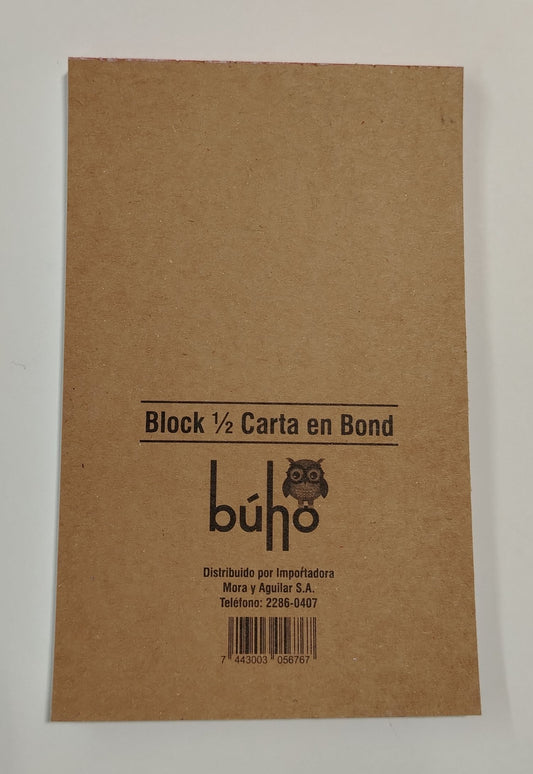 Block ½ Carta en Bond
búho
Distribuido por Importadora
Mora y Aguilar S.A.
Teléfono: 2286-0407
7 443003 056767